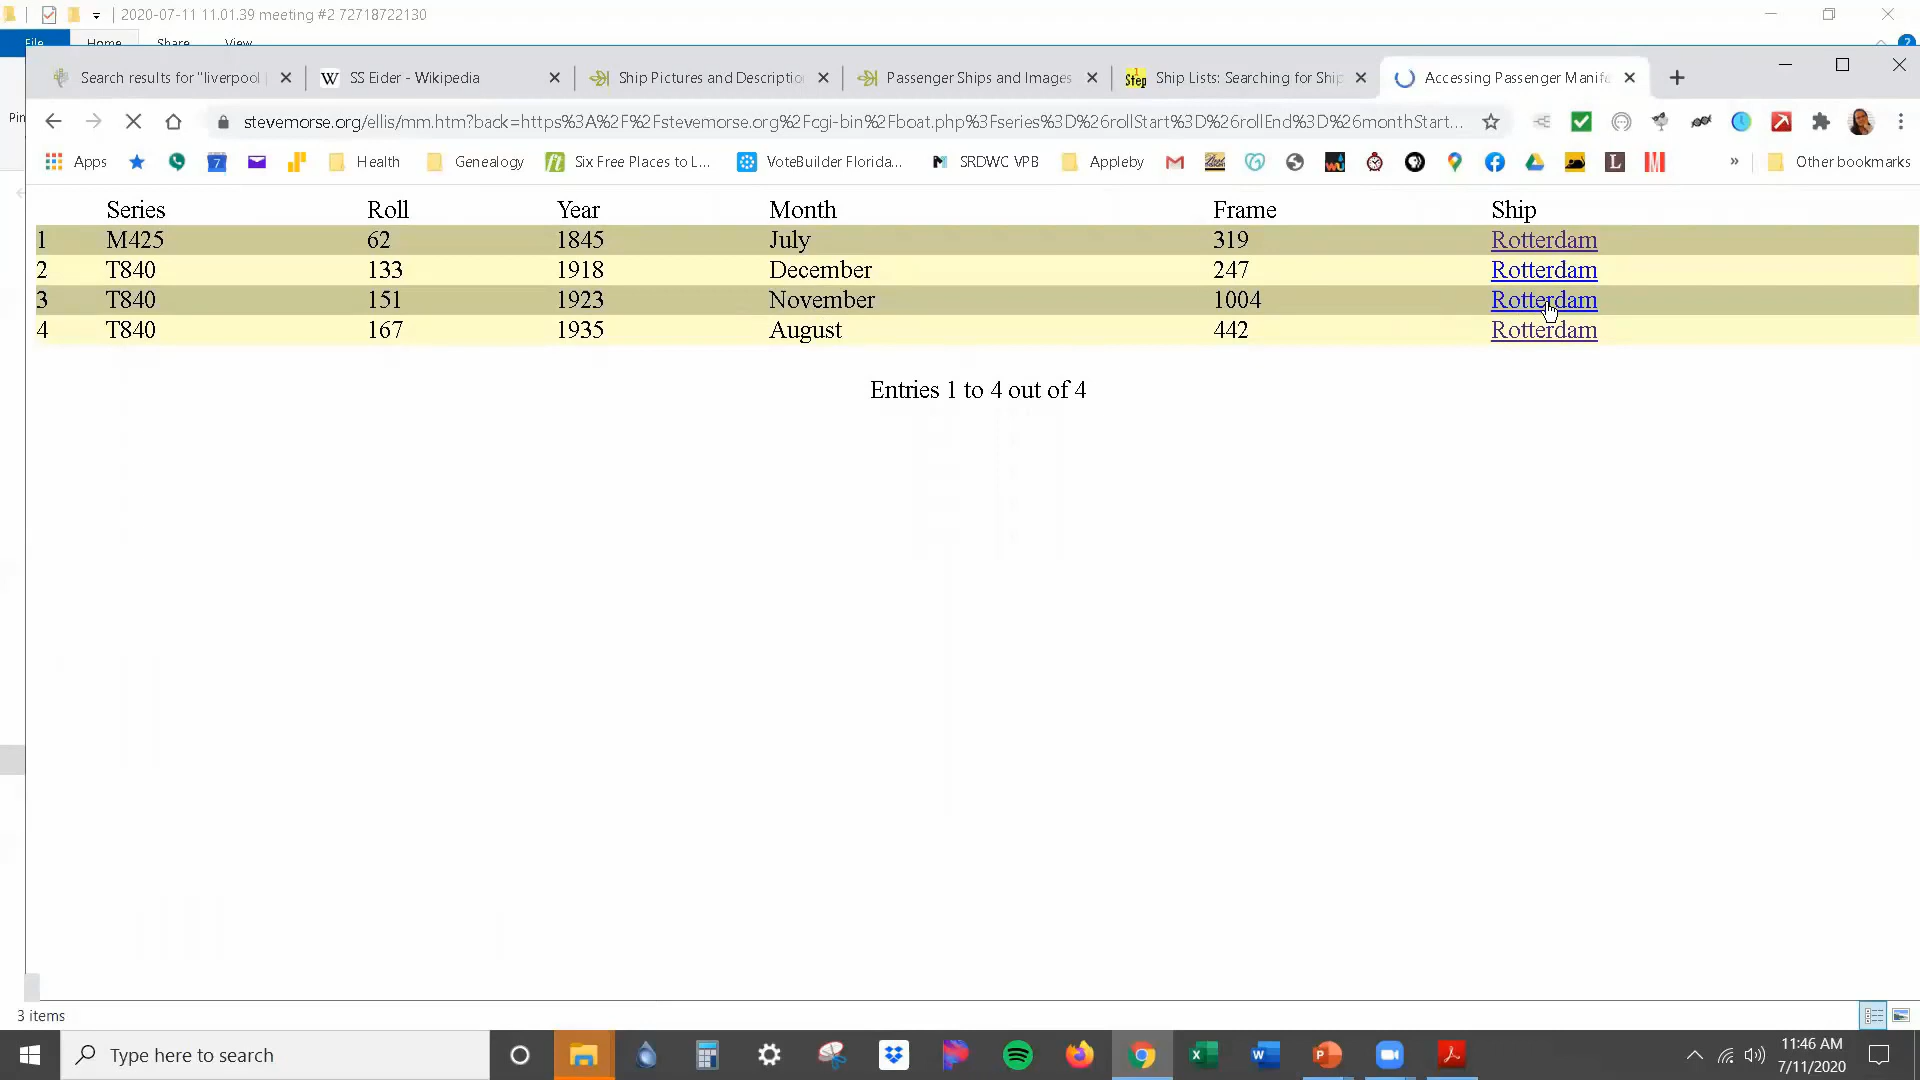 2020-07-11 11.01.39 meeting #2 72718722130
File Home Share View
Search results for "liverpool
SS Eider - Wikipedia
Ship Pictures and Descriptio
Passenger Ships and Images
Ship Lists: Searching for Ship
Accessing Passenger Manife
stevemorse.org/ellis/mm.htm?back=https%3A%2F%2Fstevemorse.org%2Fcgi-bin%2Fboat.php%3Fseries%3D%26rollStart%3D%26rollEnd%3D%26monthStart...
Apps Health Genealogy Six Free Places to L... VoteBuilder Florida... SRDWC VPB Appleby » Other bookmarks
Series Roll Year Month Frame Ship
1 M425 62 1845 July 319 Rotterdam
2 T840 133 1918 December 247 Rotterdam
3 T840 151 1923 November 1004 Rotterdam
4 T840 167 1935 August 442 Rotterdam
Entries 1 to 4 out of 4
3 items
Type here to search
11:46 AM
7/11/2020